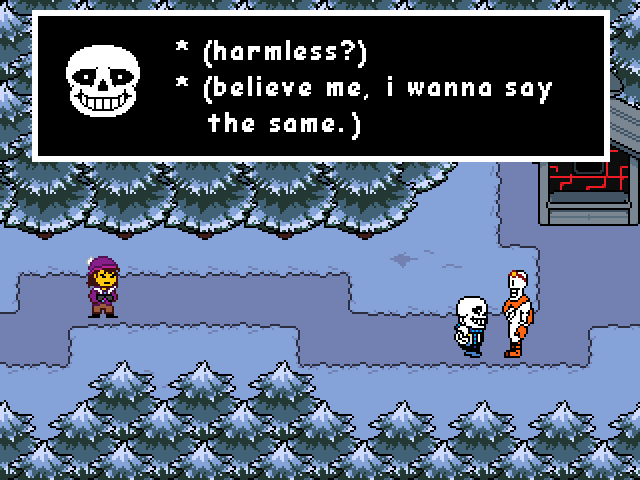 * (harmless?)
* (believe me, i wanna say
the same.)